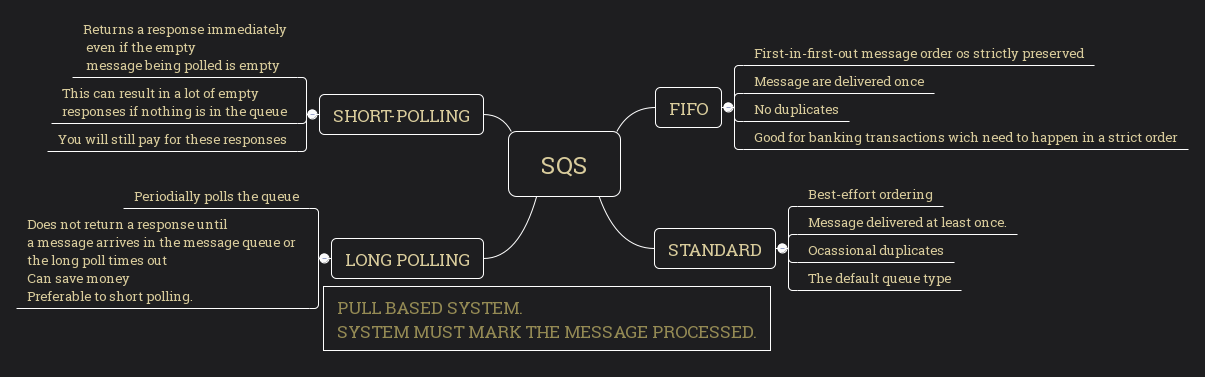 Returns a response immediately
even if the empty
message being polled is empty
This can result in a lot of empty
responses if nothing is in the queue
You will still pay for these responses
SHORT-POLLING
Periodially polls the queue
Does not return a response until
a message arrives in the message queue or
the long poll times out
Can save money
Preferable to short polling.
LONG POLLING
SQS
FIFO
First-in-first-out message order os strictly preserved
Message are delivered once
No duplicates
Good for banking transactions wich need to happen in a strict order
STANDARD
Best-effort ordering
Message delivered at least once.
Ocassional duplicates
The default queue type
PULL BASED SYSTEM.
SYSTEM MUST MARK THE MESSAGE PROCESSED.